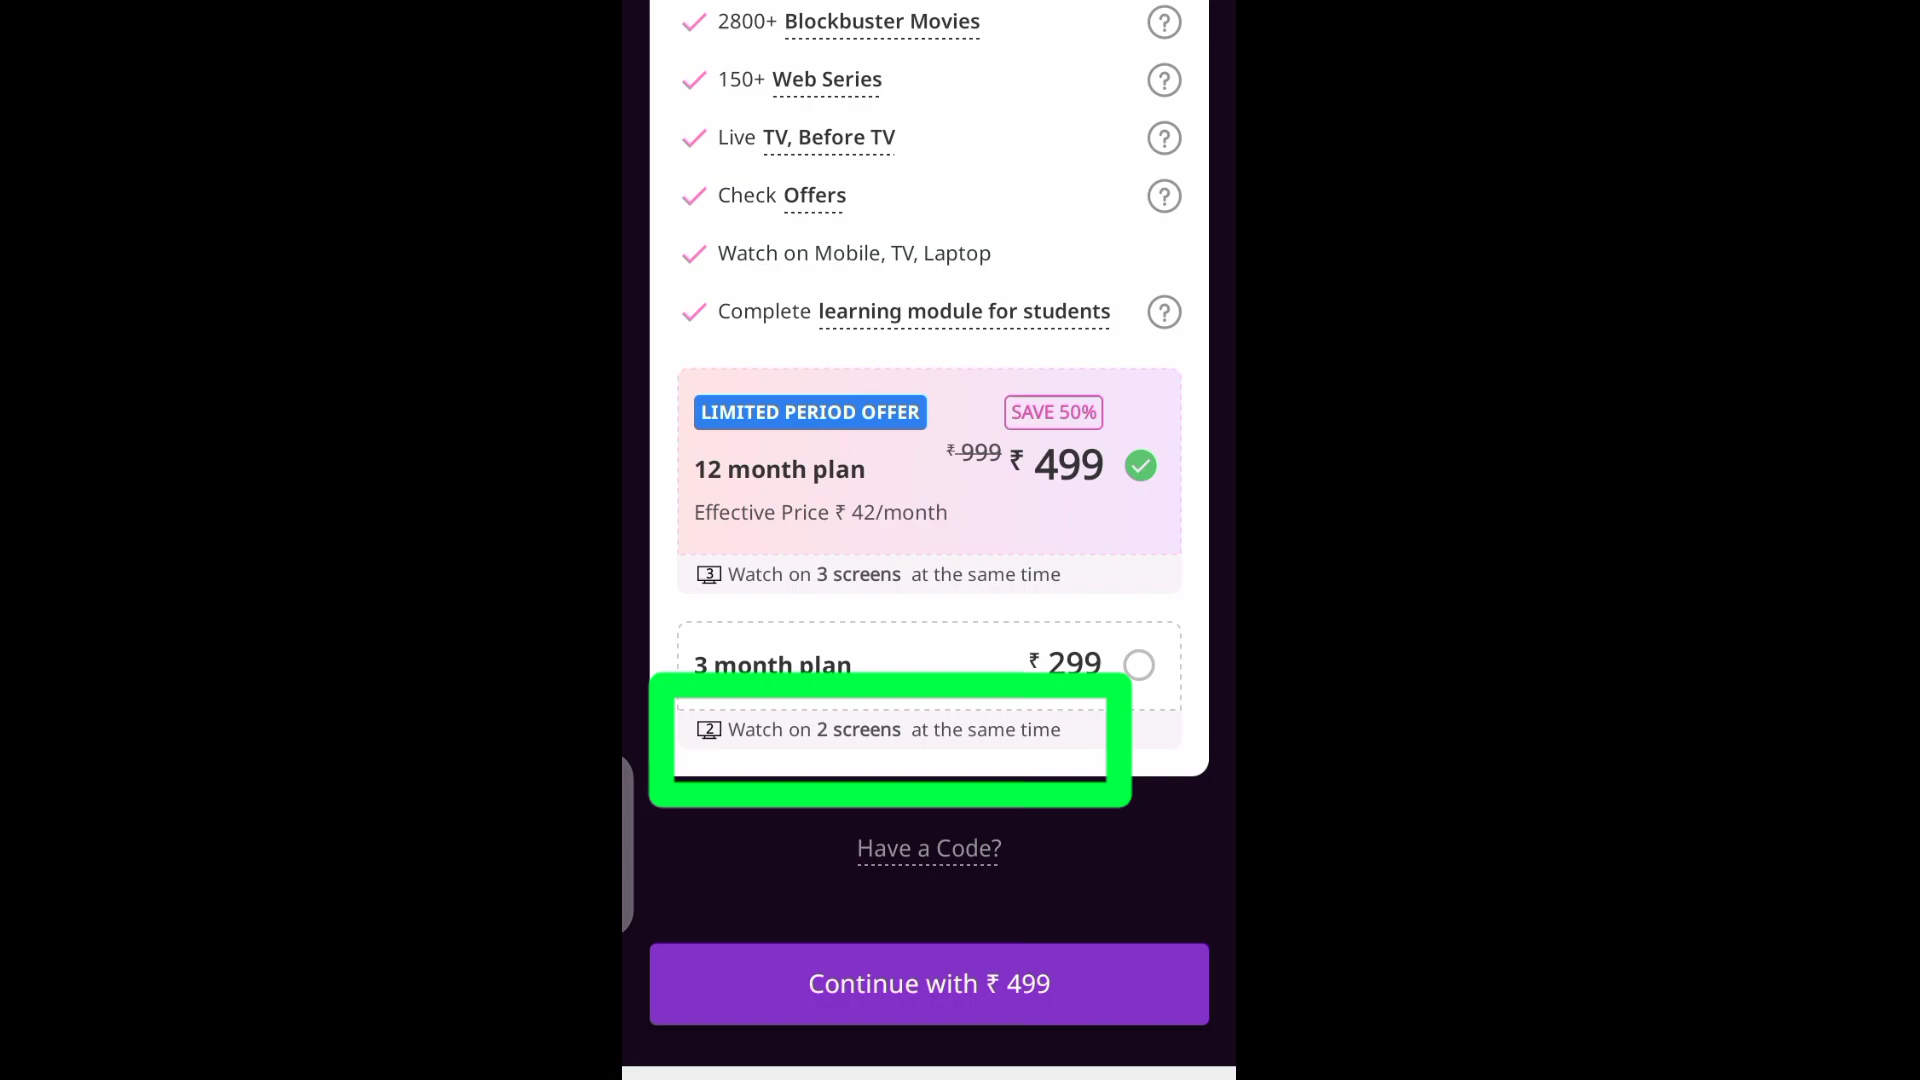 2800+ Blockbuster Movies ?
150+ Web Series ?
Live TV, Before TV ?
Check Offers ?
Watch on Mobile, TV, Laptop
Complete learning module for students ?
LIMITED PERIOD OFFER SAVE 50%
12 month plan ₹ 999 ₹ 499
Effective Price ₹ 42/month
3 Watch on 3 screens at the same time
3 month plan ₹ 299
2 Watch on 2 screens at the same time
Have a Code?
Continue with ₹ 499